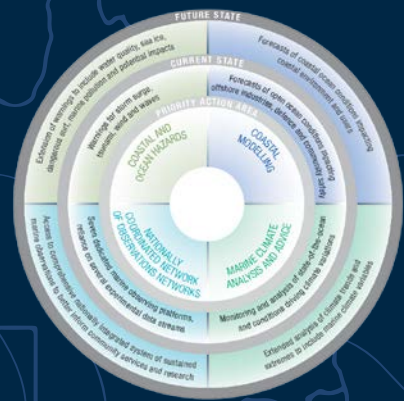 FUTURE STATE
Extension of warnings to include water quality, sea ice,
dangerous surf, marine pollution and potential impacts
Forecasts of coastal ocean conditions impacting
coastal environment and users
CURRENT STATE
Warnings for storm surge,
tsunami, wind and waves
Forecasts of open ocean conditions impacting
offshore industries, defence and community safety
PRIORITY ACTION AREA
COASTAL AND
OCEAN HAZARDS
COASTAL
MODELLING
NATIONALLY
COORDINATED NETWORK
OF OBSERVATIONS NETWORKS
MARINE CLIMATE
ANALYSIS AND ADVICE
Seven dedicated marine observing platforms,
reliance on several experimental data streams
Monitoring and analysis of state-of-the-ocean
and conditions driving climate variations
Access to comprehensive nationally integrated system of sustained
marine observations to better inform community services and research
Extended analysis of climate trends and
extremes to include marine climate variables